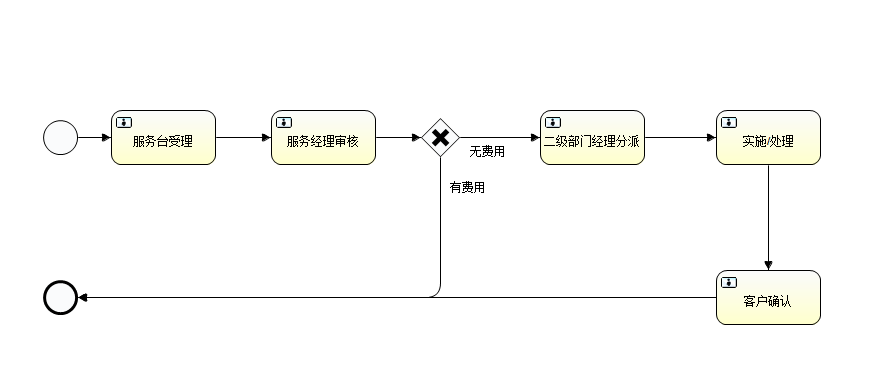 服务台受理
服务经理审核
无费用
二级部门经理分派
实施/处理
有费用
客户确认